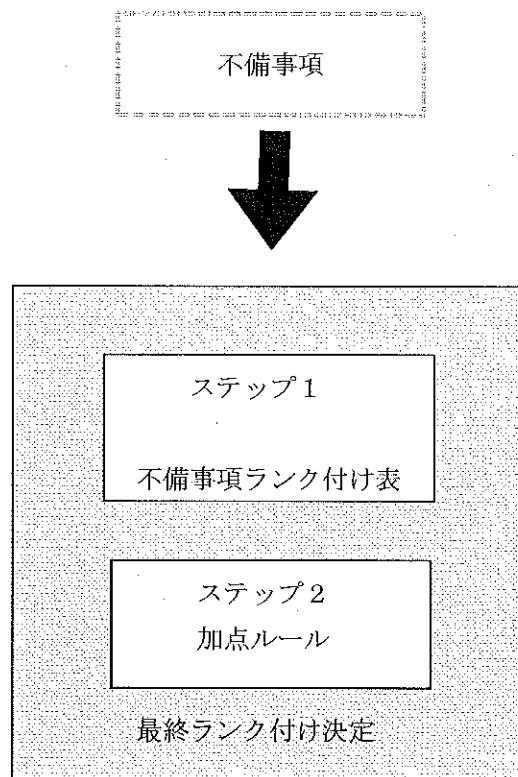 不備事項
ステップ1
不備事項ランク付け表
ステップ2
加点ルール
最終ランク付け決定